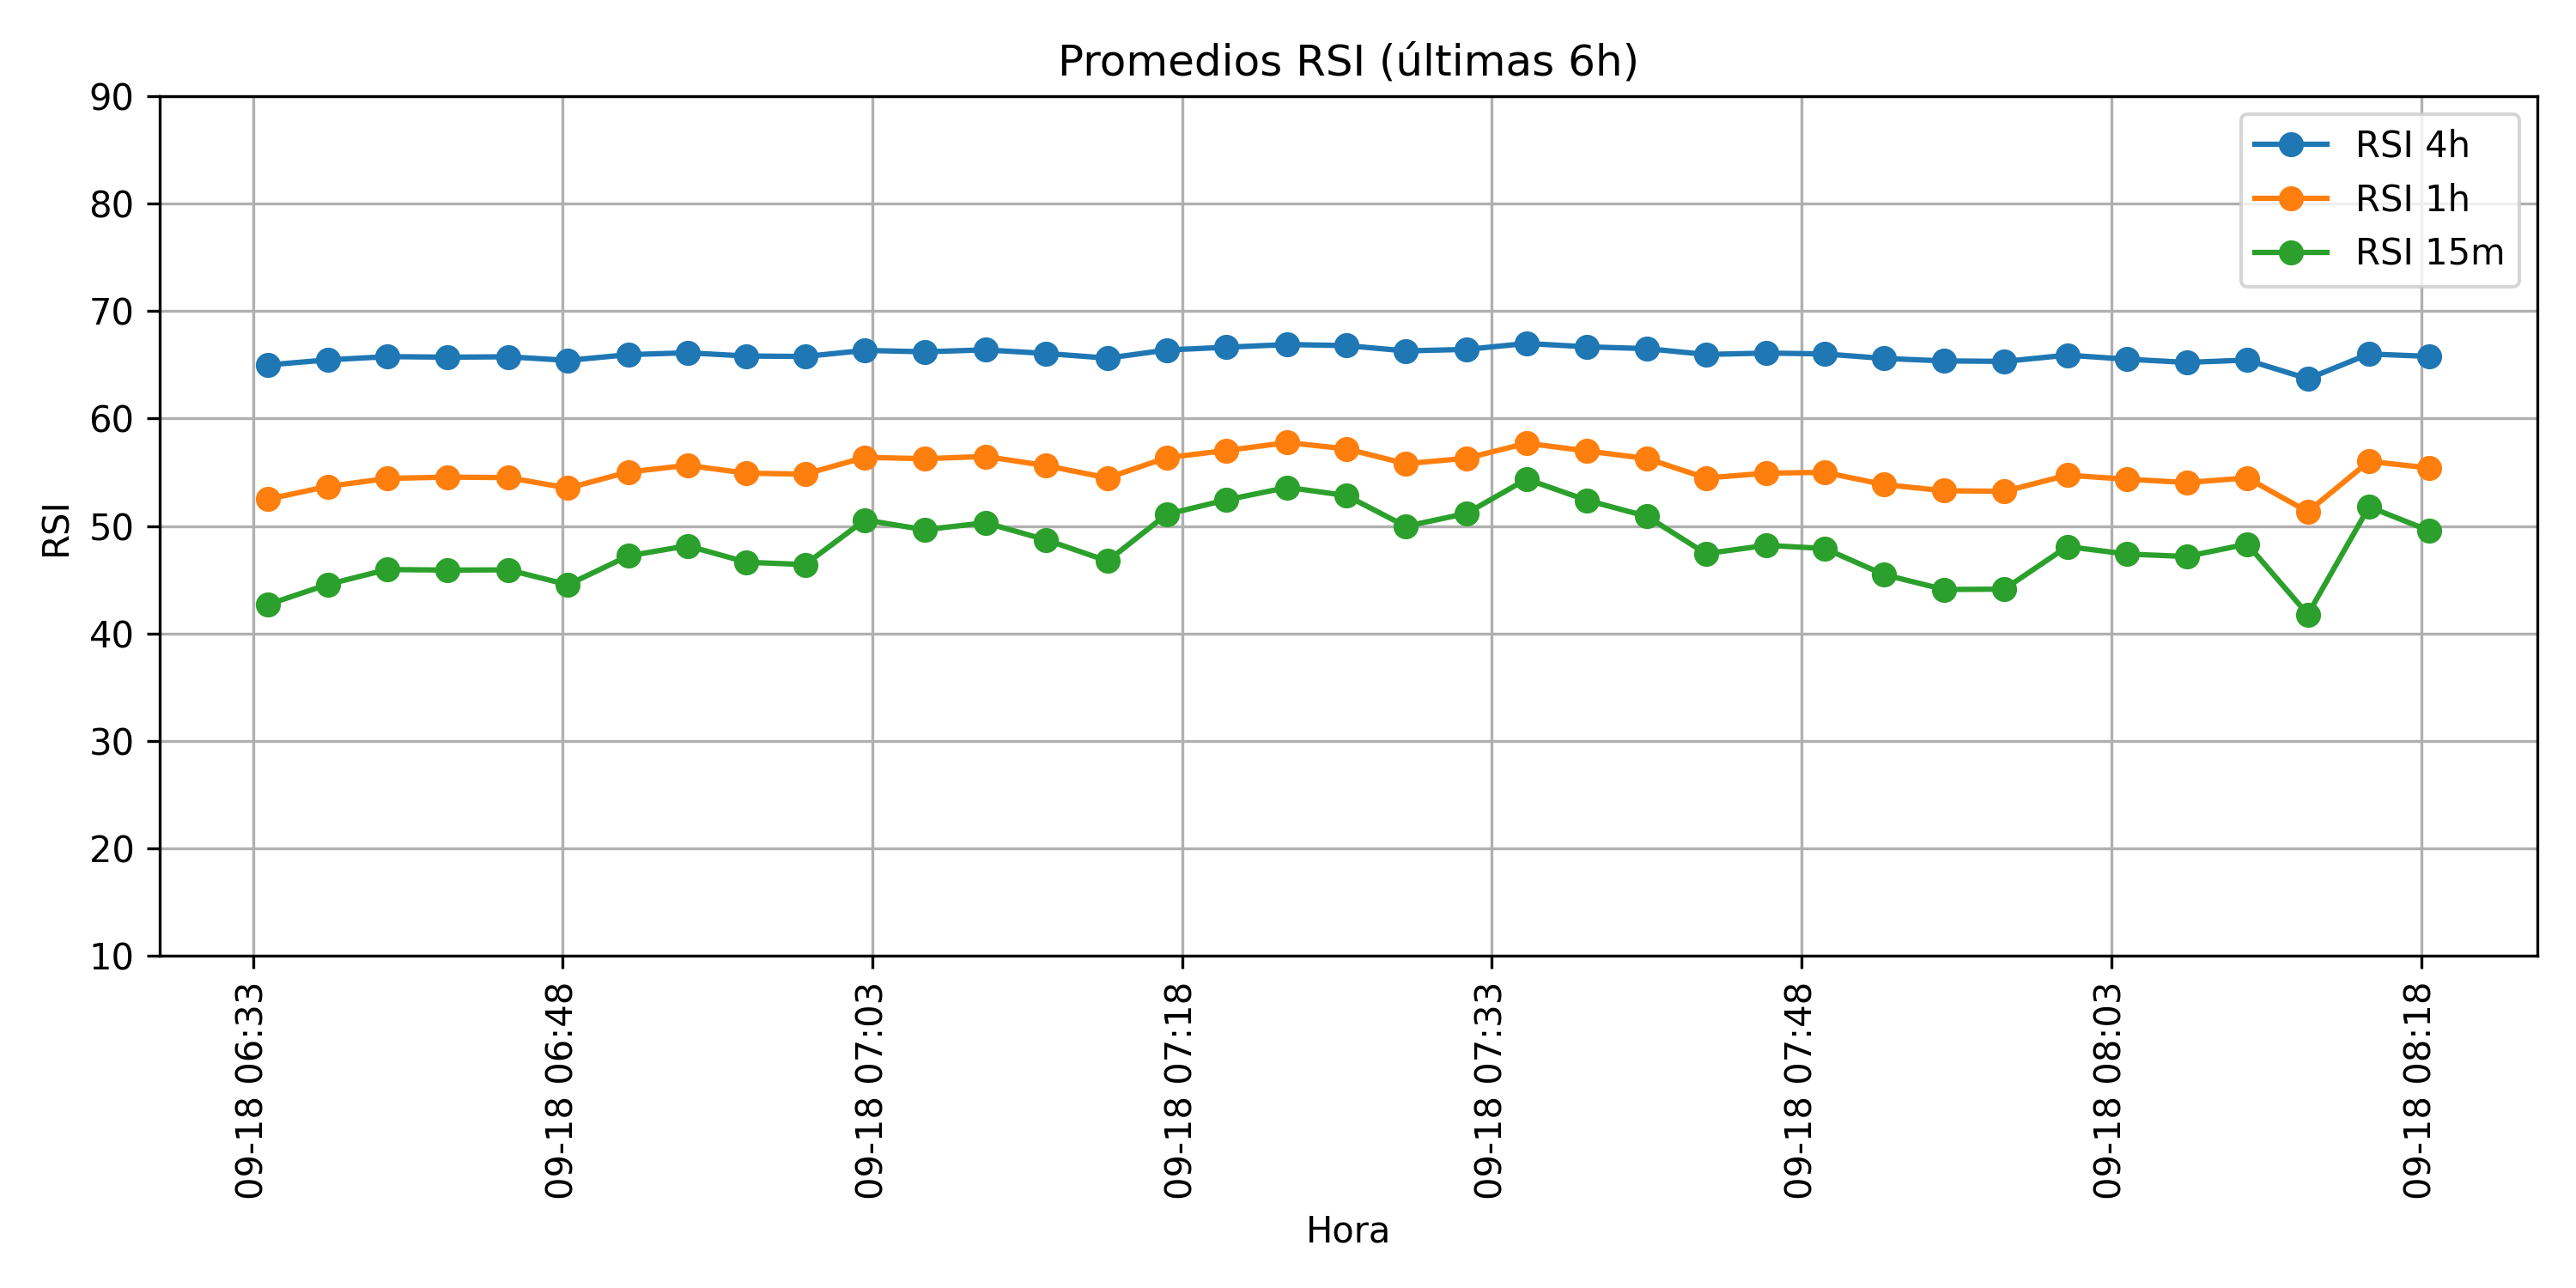 Promedios RSI (últimas 6h)
RSI 4h
RSI 1h
RSI 15m
RSI
90
80
70
60
50
40
30
20
10
09-18 06:33
09-18 06:48
09-18 07:03
09-18 07:18
09-18 07:33
09-18 07:48
09-18 08:03
09-18 08:18
Hora